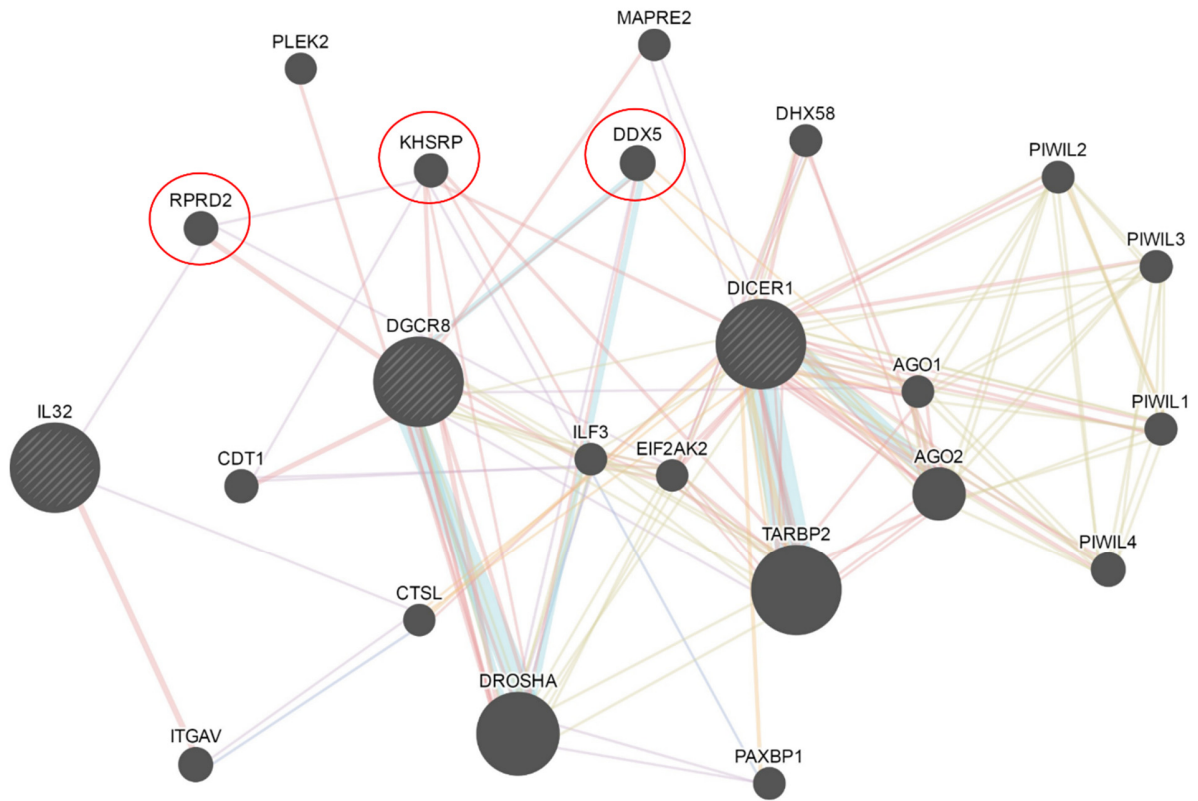 MAPRE2
PLEK2
DHX58
KHSRP
DDX5
PIWIL2
RPRD2
PIWIL3
DICER1
DGCR8
AGO1
PIWIL1
IL32
ILF3
EIF2AK2
CDT1
AGO2
TARBP2
PIWIL4
CTSL
DROSHA
ITGAV
PAXBP1